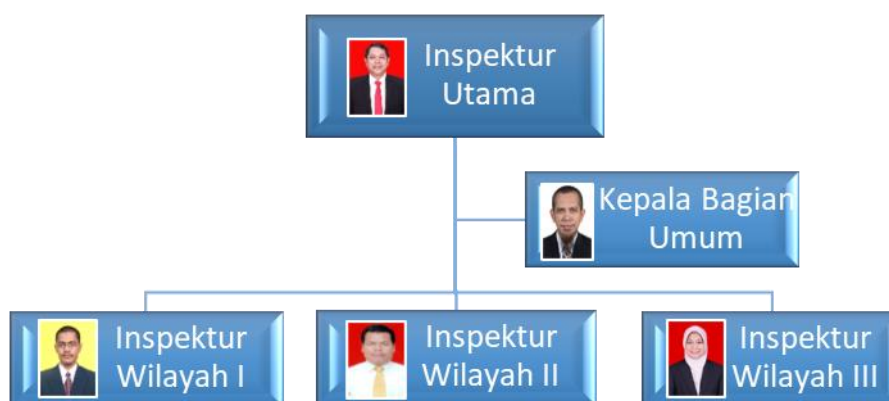 Inspektur
Utama
Kepala Bagian
Umum
Inspektur
Wilayah I
Inspektur
Wilayah II
Inspektur
Wilayah III